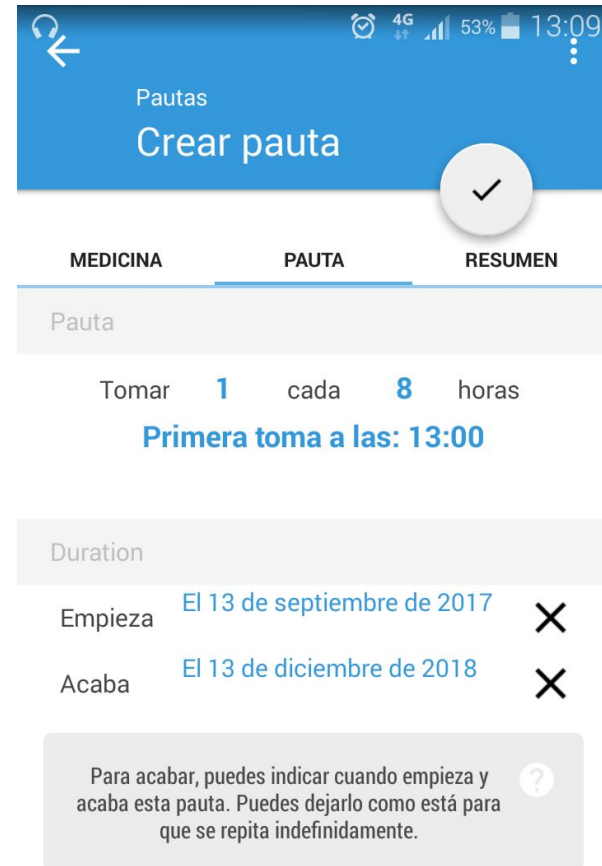 4G 53% 13:09
Pautas
Crear pauta
MEDICINA PAUTA RESUMEN
Pauta
Tomar 1 cada 8 horas
Primera toma a las: 13:00
Duration
Empieza El 13 de septiembre de 2017
Acaba El 13 de diciembre de 2018
Para acabar, puedes indicar cuando empieza y
acaba esta pauta. Puedes dejarlo como está para
que se repita indefinidamente.
?